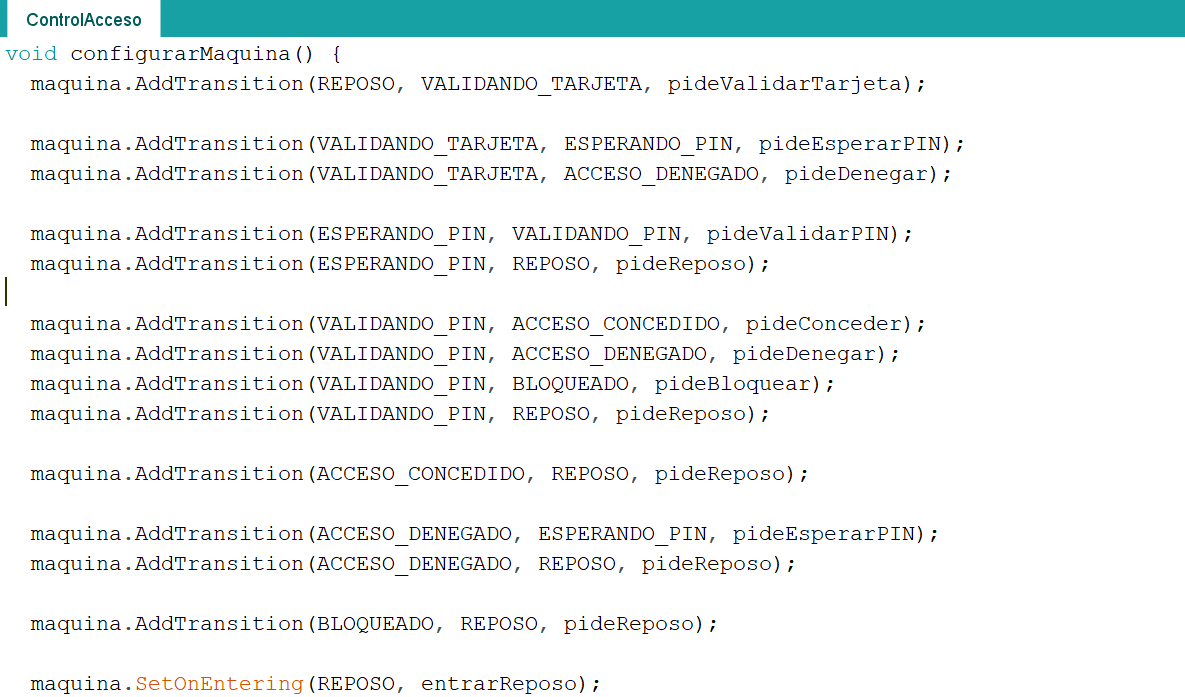 ControlAcceso
void configurarMaquina() {
maquina.AddTransition(REPOSO, VALIDANDO_TARJETA, pideValidarTarjeta);
maquina.AddTransition(VALIDANDO_TARJETA, ESPERANDO_PIN, pideEsperarPIN);
maquina.AddTransition(VALIDANDO_TARJETA, ACCESO_DENEGADO, pideDenegar);
maquina.AddTransition(ESPERANDO_PIN, VALIDANDO_PIN, pideValidarPIN);
maquina.AddTransition(ESPERANDO_PIN, REPOSO, pideReposo);
maquina.AddTransition(VALIDANDO_PIN, ACCESO_CONCEDIDO, pideConceder);
maquina.AddTransition(VALIDANDO_PIN, ACCESO_DENEGADO, pideDenegar);
maquina.AddTransition(VALIDANDO_PIN, BLOQUEADO, pideBloquear);
maquina.AddTransition(VALIDANDO_PIN, REPOSO, pideReposo);
maquina.AddTransition(ACCESO_CONCEDIDO, REPOSO, pideReposo);
maquina.AddTransition(ACCESO_DENEGADO, ESPERANDO_PIN, pideEsperarPIN);
maquina.AddTransition(ACCESO_DENEGADO, REPOSO, pideReposo);
maquina.AddTransition(BLOQUEADO, REPOSO, pideReposo);
maquina.SetOnEntering(REPOSO, entrarReposo);